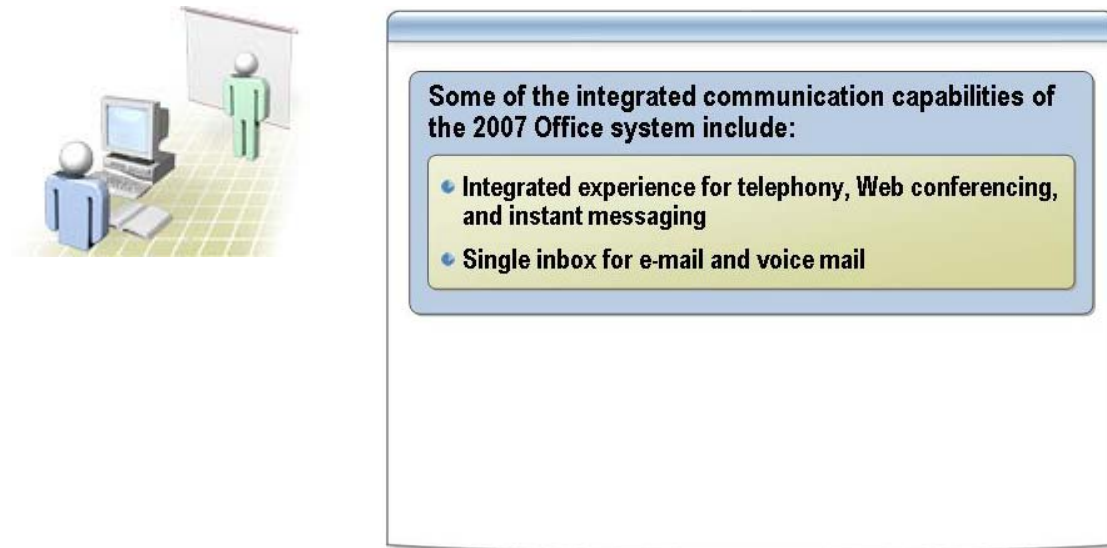 Some of the integrated communication capabilities of
the 2007 Office system include:
Integrated experience for telephony, Web conferencing,
and instant messaging
Single inbox for e-mail and voice mail